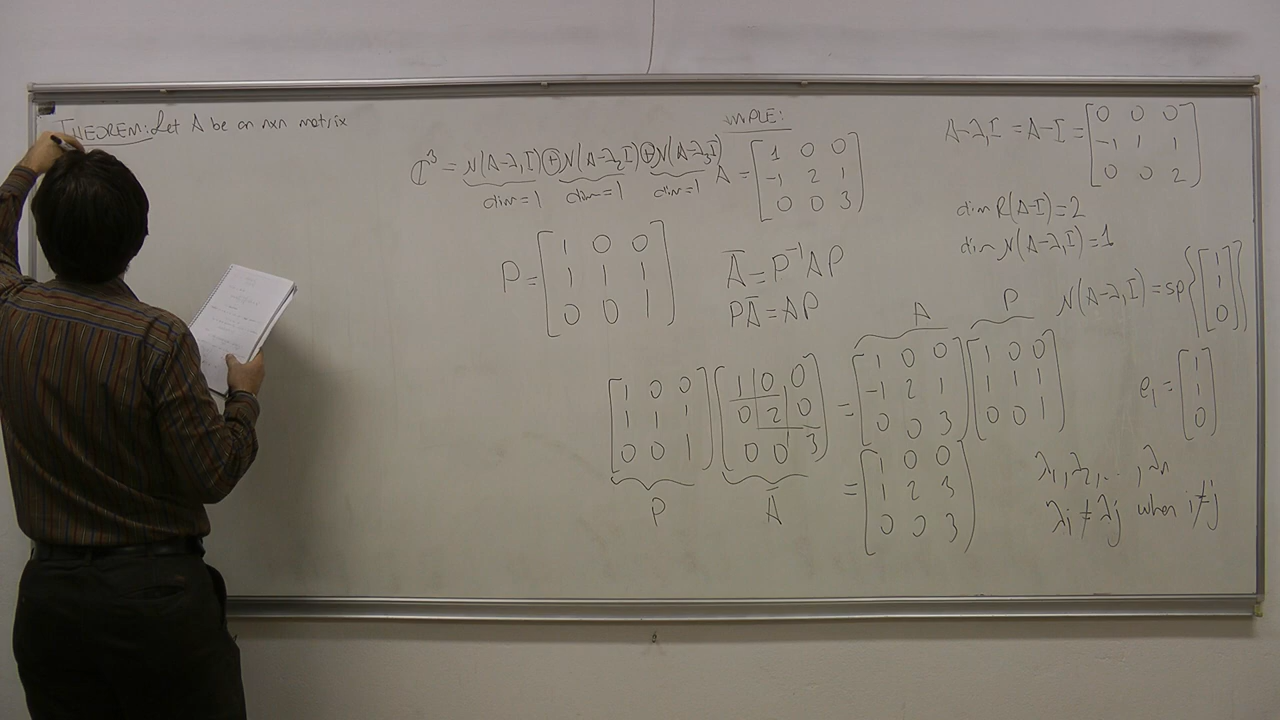 THEOREM: Let A be an nxn matrix
ℂ³ = N(A-λ₁I) ⊕ N(A-λ₂I) ⊕ N(A-λ₃I)
dim=1 dim=1 dim=1
P = [1 0 0
1 1 1
0 0 1]
MPLE:
A = [1 0 0
-1 2 1
0 0 3]
Ā = P⁻¹AP
PĀ = AP
[1 0 0
1 1 1
0 0 1]
P
[1 0 0
0 2 0
0 0 3]
Ā
=
A
[1 0 0
-1 2 1
0 0 3]
P
[1 0 0
1 1 1
0 0 1]
= [1 0 0
1 2 3
0 0 3]
A-λ₁I = A-I = [0 0 0
-1 1 1
0 0 2]
dim R(A-I) = 2
dim N(A-λ₁I) = 1
N(A-λ₁I) = sp{[1
1
0]}
e₁ = [1
1
0]
λ₁, λ₂, .. , λn
λi ≠ λj when i≠j